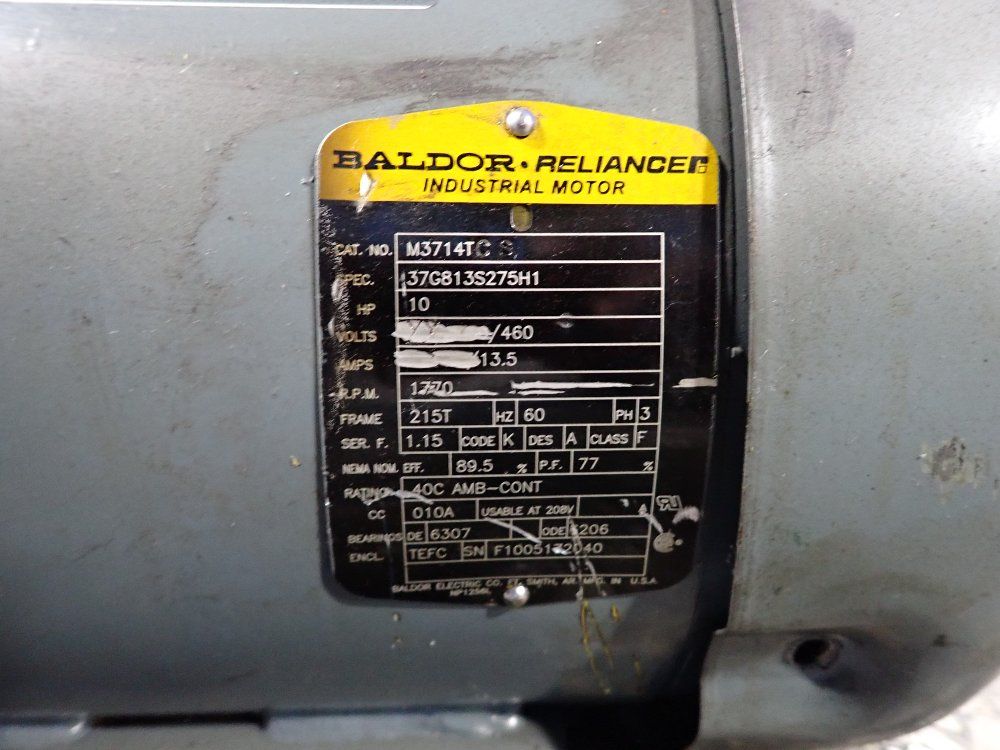 BALDOR · RELIANCER
INDUSTRIAL MOTOR
CAT. NO. M3714T
SPEC. 37G813S275H1
HP 10
VOLTS /460
AMPS /13.5
R.P.M. 1770
FRAME 215T HZ 60 PH 3
SER. F. 1.15 CODE K DES A CLASS F
NEMA NOM. EFF. 89.5 % P.F. 77 %
RATING 40C AMB-CONT
CC 010A USABLE AT 208V A
BEARINGS DE 6307 ODE 6206
ENCL. TEFC SN F1005172040
BALDOR ELECTRIC CO. FT. SMITH, AR. MFG. IN U.S.A.
NP1256L